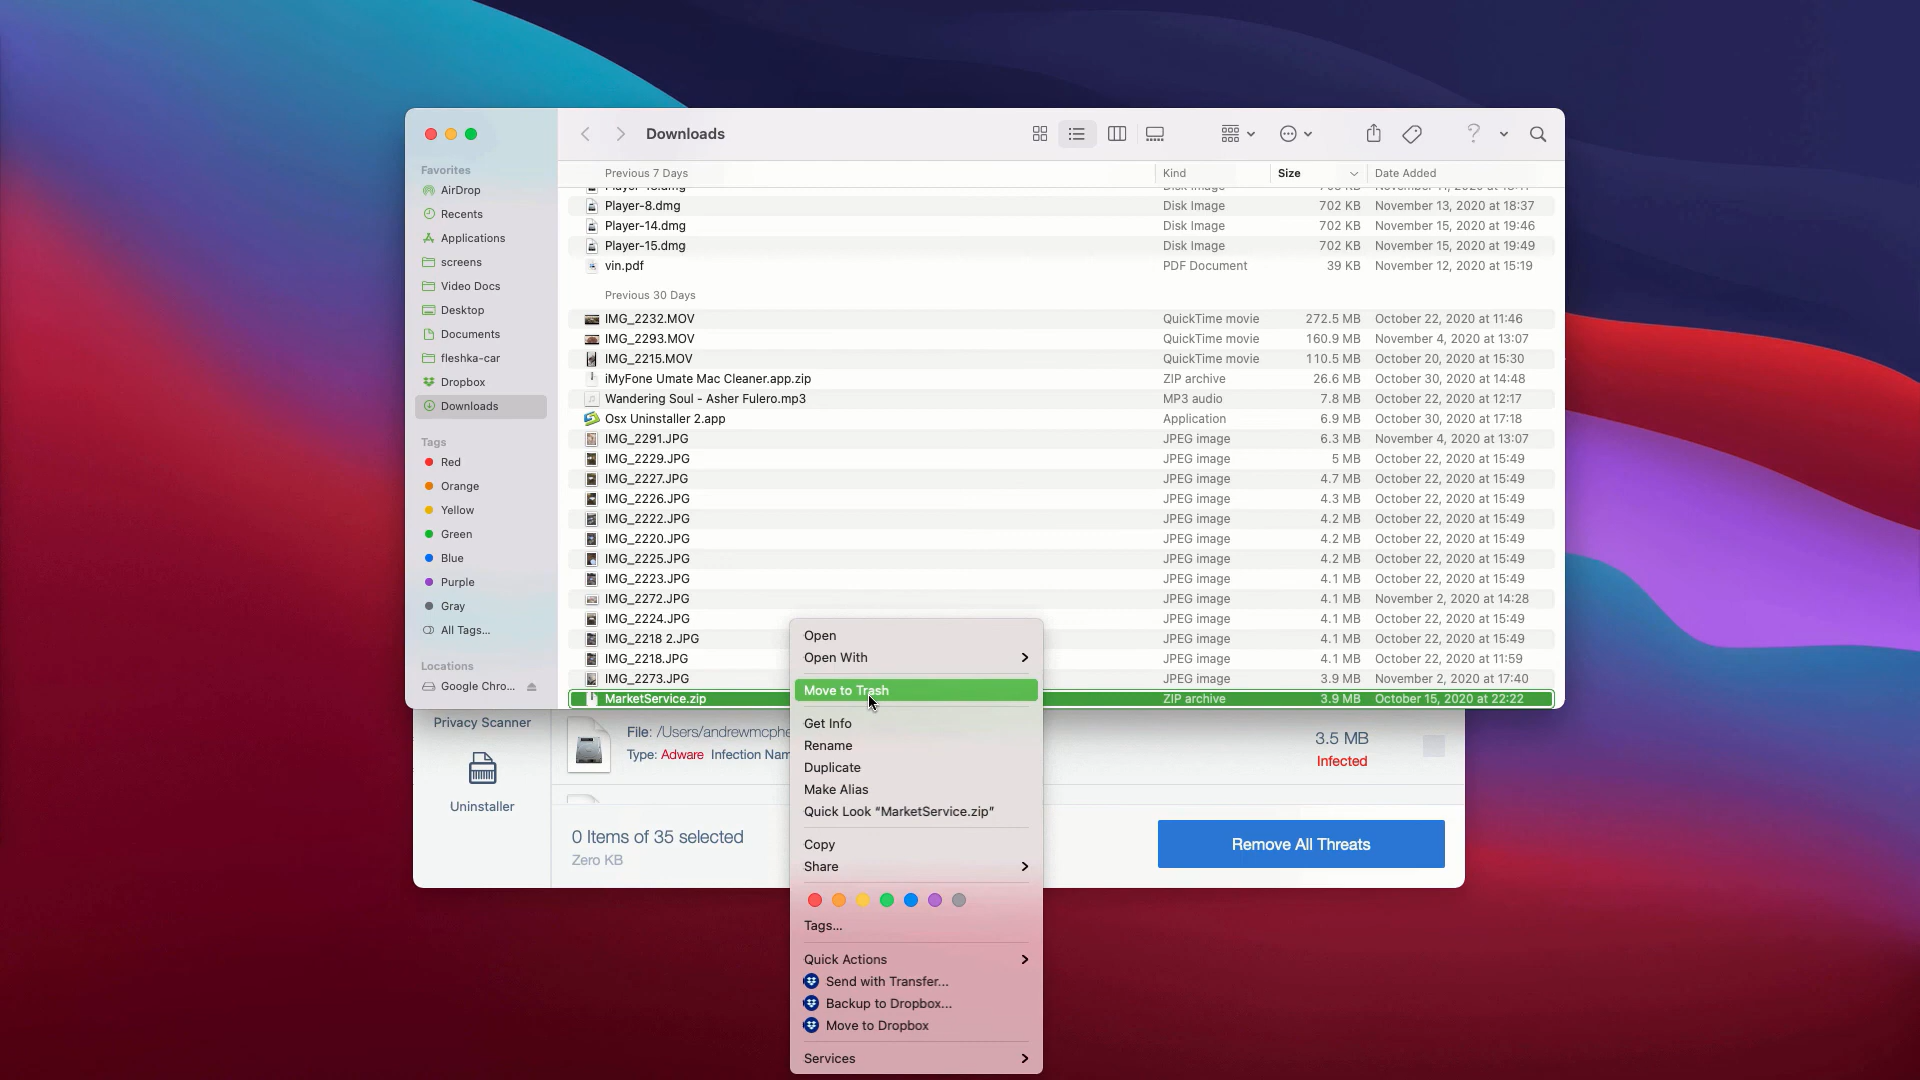 Downloads
Favorites
AirDrop
Recents
Applications
screens
Video Docs
Desktop
Documents
fleshka-car
Dropbox
Downloads
Tags
Red
Orange
Yellow
Green
Blue
Purple
Gray
All Tags...
Locations
Google Chro...
Previous 7 Days Kind Size Date Added
Player-8.dmg Disk Image 702 KB November 13, 2020 at 18:37
Player-14.dmg Disk Image 702 KB November 15, 2020 at 19:46
Player-15.dmg Disk Image 702 KB November 15, 2020 at 19:49
vin.pdf PDF Document 39 KB November 12, 2020 at 15:19
Previous 30 Days
IMG_2232.MOV QuickTime movie 272.5 MB October 22, 2020 at 11:46
IMG_2293.MOV QuickTime movie 160.9 MB November 4, 2020 at 13:07
IMG_2215.MOV QuickTime movie 110.5 MB October 20, 2020 at 15:30
iMyFone Umate Mac Cleaner.app.zip ZIP archive 26.6 MB October 30, 2020 at 14:48
Wandering Soul - Asher Fulero.mp3 MP3 audio 7.8 MB October 22, 2020 at 12:17
Osx Uninstaller 2.app Application 6.9 MB October 30, 2020 at 17:18
IMG_2291.JPG JPEG image 6.3 MB November 4, 2020 at 13:07
IMG_2229.JPG JPEG image 5 MB October 22, 2020 at 15:49
IMG_2227.JPG JPEG image 4.7 MB October 22, 2020 at 15:49
IMG_2226.JPG JPEG image 4.3 MB October 22, 2020 at 15:49
IMG_2222.JPG JPEG image 4.2 MB October 22, 2020 at 15:49
IMG_2220.JPG JPEG image 4.2 MB October 22, 2020 at 15:49
IMG_2225.JPG JPEG image 4.2 MB October 22, 2020 at 15:49
IMG_2223.JPG JPEG image 4.1 MB October 22, 2020 at 15:49
IMG_2272.JPG JPEG image 4.1 MB November 2, 2020 at 14:28
IMG_2224.JPG JPEG image 4.1 MB October 22, 2020 at 15:49
IMG_2218 2.JPG JPEG image 4.1 MB October 22, 2020 at 15:49
IMG_2218.JPG JPEG image 4.1 MB October 22, 2020 at 11:59
IMG_2273.JPG JPEG image 3.9 MB November 2, 2020 at 17:40
MarketService.zip ZIP archive 3.9 MB October 15, 2020 at 22:22
Open
Open With
Move to Trash
Get Info
Rename
Duplicate
Make Alias
Quick Look “MarketService.zip”
Copy
Share
Tags...
Quick Actions
Send with Transfer...
Backup to Dropbox...
Move to Dropbox
Services
Privacy Scanner
Uninstaller
File: /Users/andrewmcphe
Type: Adware Infection Nam
3.5 MB
Infected
0 Items of 35 selected
Zero KB
Remove All Threats